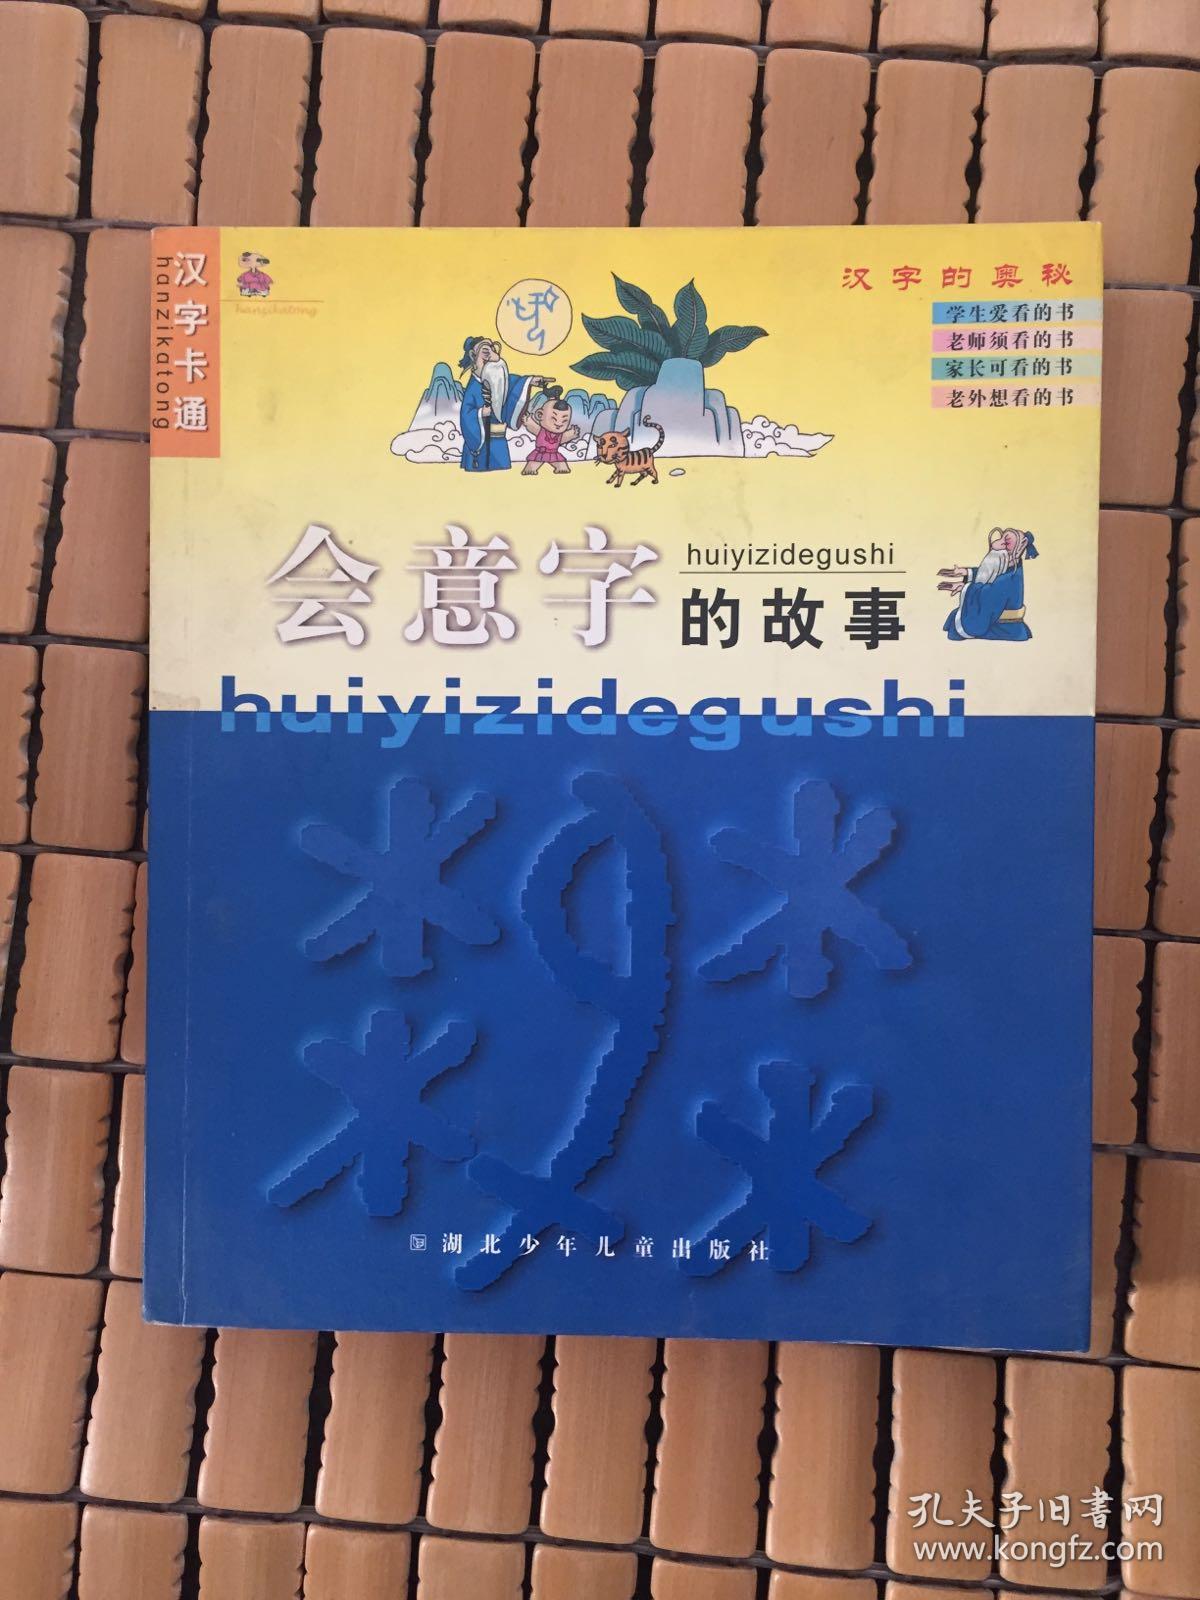 汉字卡通
hanzikatong
hanzikatong
汉字的奥秘
学生爱看的书
老师须看的书
家长可看的书
老外想看的书
会意字
huiyizidegushi
的故事
huiyizidegushi
湖北少年儿童出版社
孔夫子旧书网
www.kongfz.com